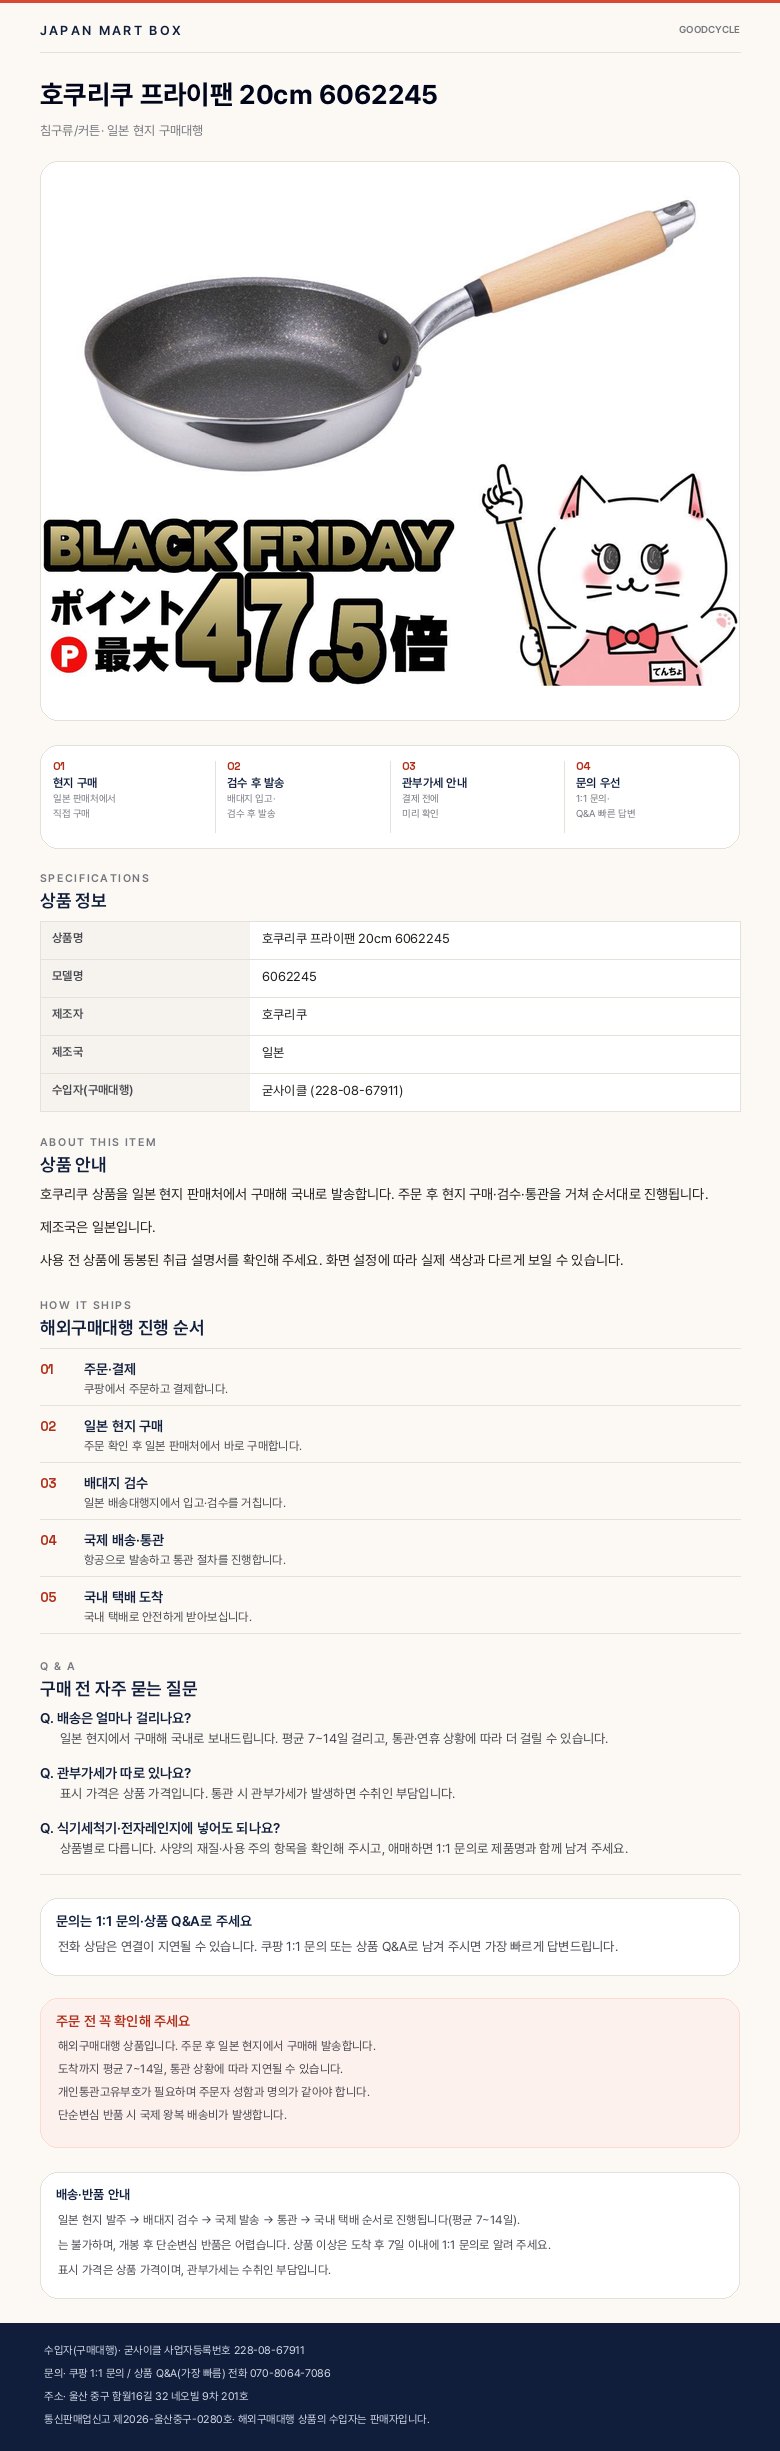 JAPAN MART BOX
GOODCYCLE
호쿠리쿠 프라이팬 20cm 6062245
침구류/커튼· 일본 현지 구매대행
BLACK FRIDAY
ポイント
P 最大 47.5倍
てんちょ
01
현지 구매
일본 판매처에서
직접 구매
02
검수 후 발송
배대지 입고·
검수 후 발송
03
관부가세 안내
결제 전에
미리 확인
04
문의 우선
1:1 문의·
Q&A 빠른 답변
SPECIFICATIONS
상품 정보
상품명 호쿠리쿠 프라이팬 20cm 6062245
모델명 6062245
제조자 호쿠리쿠
제조국 일본
수입자(구매대행) 굳사이클 (228-08-67911)
ABOUT THIS ITEM
상품 안내
호쿠리쿠 상품을 일본 현지 판매처에서 구매해 국내로 발송합니다. 주문 후 현지 구매·검수·통관을 거쳐 순서대로 진행됩니다.
제조국은 일본입니다.
사용 전 상품에 동봉된 취급 설명서를 확인해 주세요. 화면 설정에 따라 실제 색상과 다르게 보일 수 있습니다.
HOW IT SHIPS
해외구매대행 진행 순서
01 주문·결제
쿠팡에서 주문하고 결제합니다.
02 일본 현지 구매
주문 확인 후 일본 판매처에서 바로 구매합니다.
03 배대지 검수
일본 배송대행지에서 입고·검수를 거칩니다.
04 국제 배송·통관
항공으로 발송하고 통관 절차를 진행합니다.
05 국내 택배 도착
국내 택배로 안전하게 받아보십니다.
Q & A
구매 전 자주 묻는 질문
Q. 배송은 얼마나 걸리나요?
일본 현지에서 구매해 국내로 보내드립니다. 평균 7~14일 걸리고, 통관·연휴 상황에 따라 더 걸릴 수 있습니다.
Q. 관부가세가 따로 있나요?
표시 가격은 상품 가격입니다. 통관 시 관부가세가 발생하면 수취인 부담입니다.
Q. 식기세척기·전자레인지에 넣어도 되나요?
상품별로 다릅니다. 사양의 재질·사용 주의 항목을 확인해 주시고, 애매하면 1:1 문의로 제품명과 함께 남겨 주세요.
문의는 1:1 문의·상품 Q&A로 주세요
전화 상담은 연결이 지연될 수 있습니다. 쿠팡 1:1 문의 또는 상품 Q&A로 남겨 주시면 가장 빠르게 답변드립니다.
주문 전 꼭 확인해 주세요
해외구매대행 상품입니다. 주문 후 일본 현지에서 구매해 발송합니다.
도착까지 평균 7~14일, 통관 상황에 따라 지연될 수 있습니다.
개인통관고유부호가 필요하며 주문자 성함과 명의가 같아야 합니다.
단순변심 반품 시 국제 왕복 배송비가 발생합니다.
배송·반품 안내
일본 현지 발주 → 배대지 검수 → 국제 발송 → 통관 → 국내 택배 순서로 진행됩니다(평균 7~14일).
는 불가하며, 개봉 후 단순변심 반품은 어렵습니다. 상품 이상은 도착 후 7일 이내에 1:1 문의로 알려 주세요.
표시 가격은 상품 가격이며, 관부가세는 수취인 부담입니다.
수입자(구매대행)· 굳사이클 사업자등록번호 228-08-67911
문의· 쿠팡 1:1 문의 / 상품 Q&A(가장 빠름) 전화 070-8064-7086
주소· 울산 중구 함월16길 32 네오빌 9차 201호
통신판매업신고 제2026-울산중구-0280호· 해외구매대행 상품의 수입자는 판매자입니다.